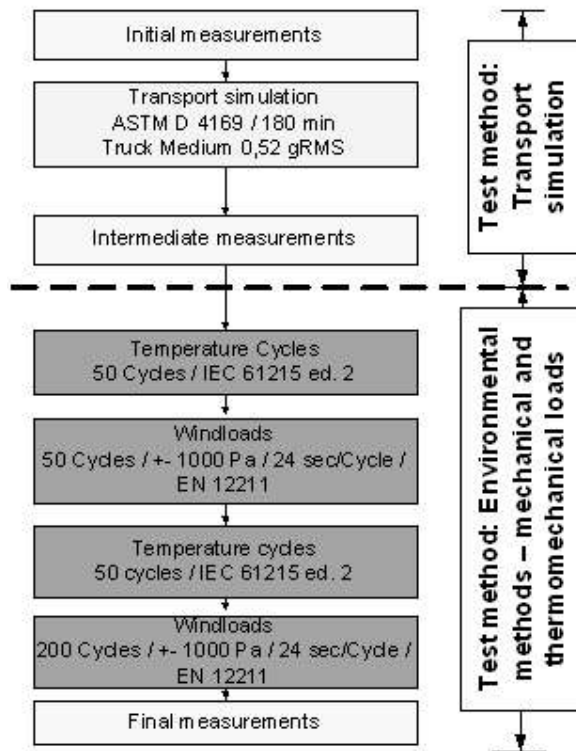 Initial measurements
Transport simulation
ASTM D 4169 / 180 min
Truck Medium 0,52 gRMS
Intermediate measurements
Temperature Cycles
50 Cycles / IEC 61215 ed. 2
Windloads
50 Cycles / +- 1000 Pa / 24 sec/Cycle /
EN 12211
Temperature cycles
50 cycles / IEC 61215 ed. 2
Windloads
200 Cycles / +- 1000 Pa / 24 sec/Cycle /
EN 12211
Final measurements
Test method:
Transport
simulation
Test method: Environmental
methods – mechanical and
thermomechanical loads